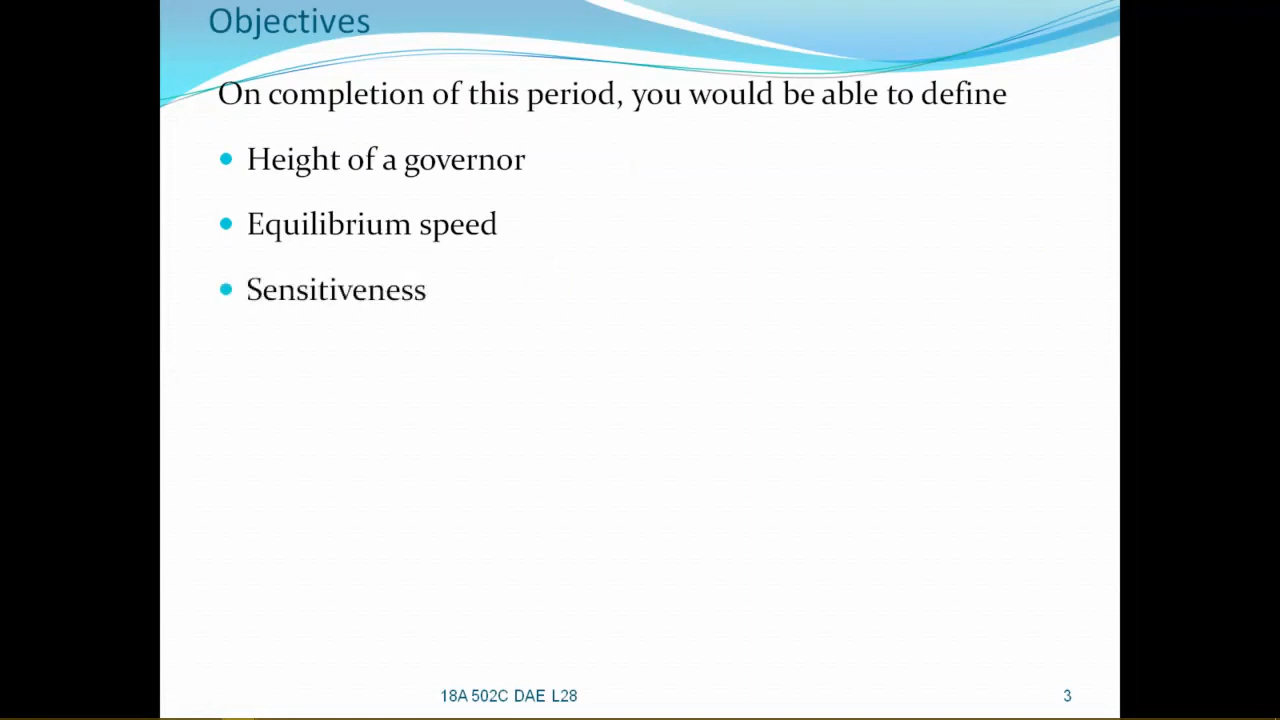 Objectives
On completion of this period, you would be able to define
• Height of a governor
• Equilibrium speed
• Sensitiveness
18A 502C DAE L28
3